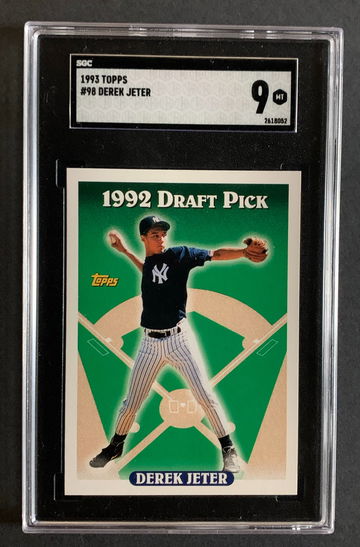 SGC
1993 TOPPS
#98 DEREK JETER
9 MT
2618052
1992 DRAFT PICK
Topps
NY
DEREK JETER